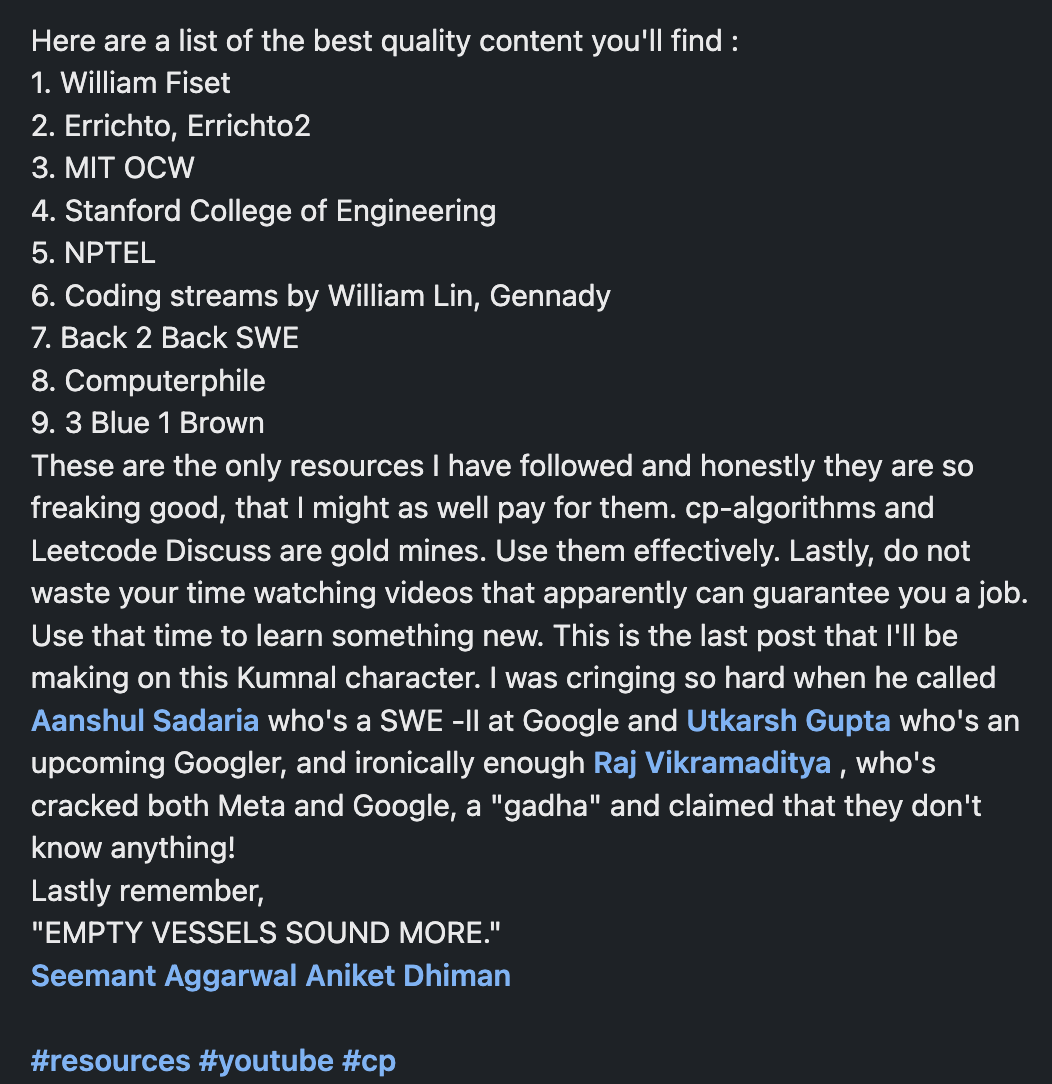 Here are a list of the best quality content you'll find :
1. William Fiset
2. Errichto, Errichto2
3. MIT OCW
4. Stanford College of Engineering
5. NPTEL
6. Coding streams by William Lin, Gennady
7. Back 2 Back SWE
8. Computerphile
9. 3 Blue 1 Brown
These are the only resources I have followed and honestly they are so
freaking good, that I might as well pay for them. cp-algorithms and
Leetcode Discuss are gold mines. Use them effectively. Lastly, do not
waste your time watching videos that apparently can guarantee you a job.
Use that time to learn something new. This is the last post that I'll be
making on this Kumnal character. I was cringing so hard when he called
Aanshul Sadaria who's a SWE -II at Google and Utkarsh Gupta who's an
upcoming Googler, and ironically enough Raj Vikramaditya , who's
cracked both Meta and Google, a "gadha" and claimed that they don't
know anything!
Lastly remember,
"EMPTY VESSELS SOUND MORE."
Seemant Aggarwal Aniket Dhiman
#resources #youtube #cp